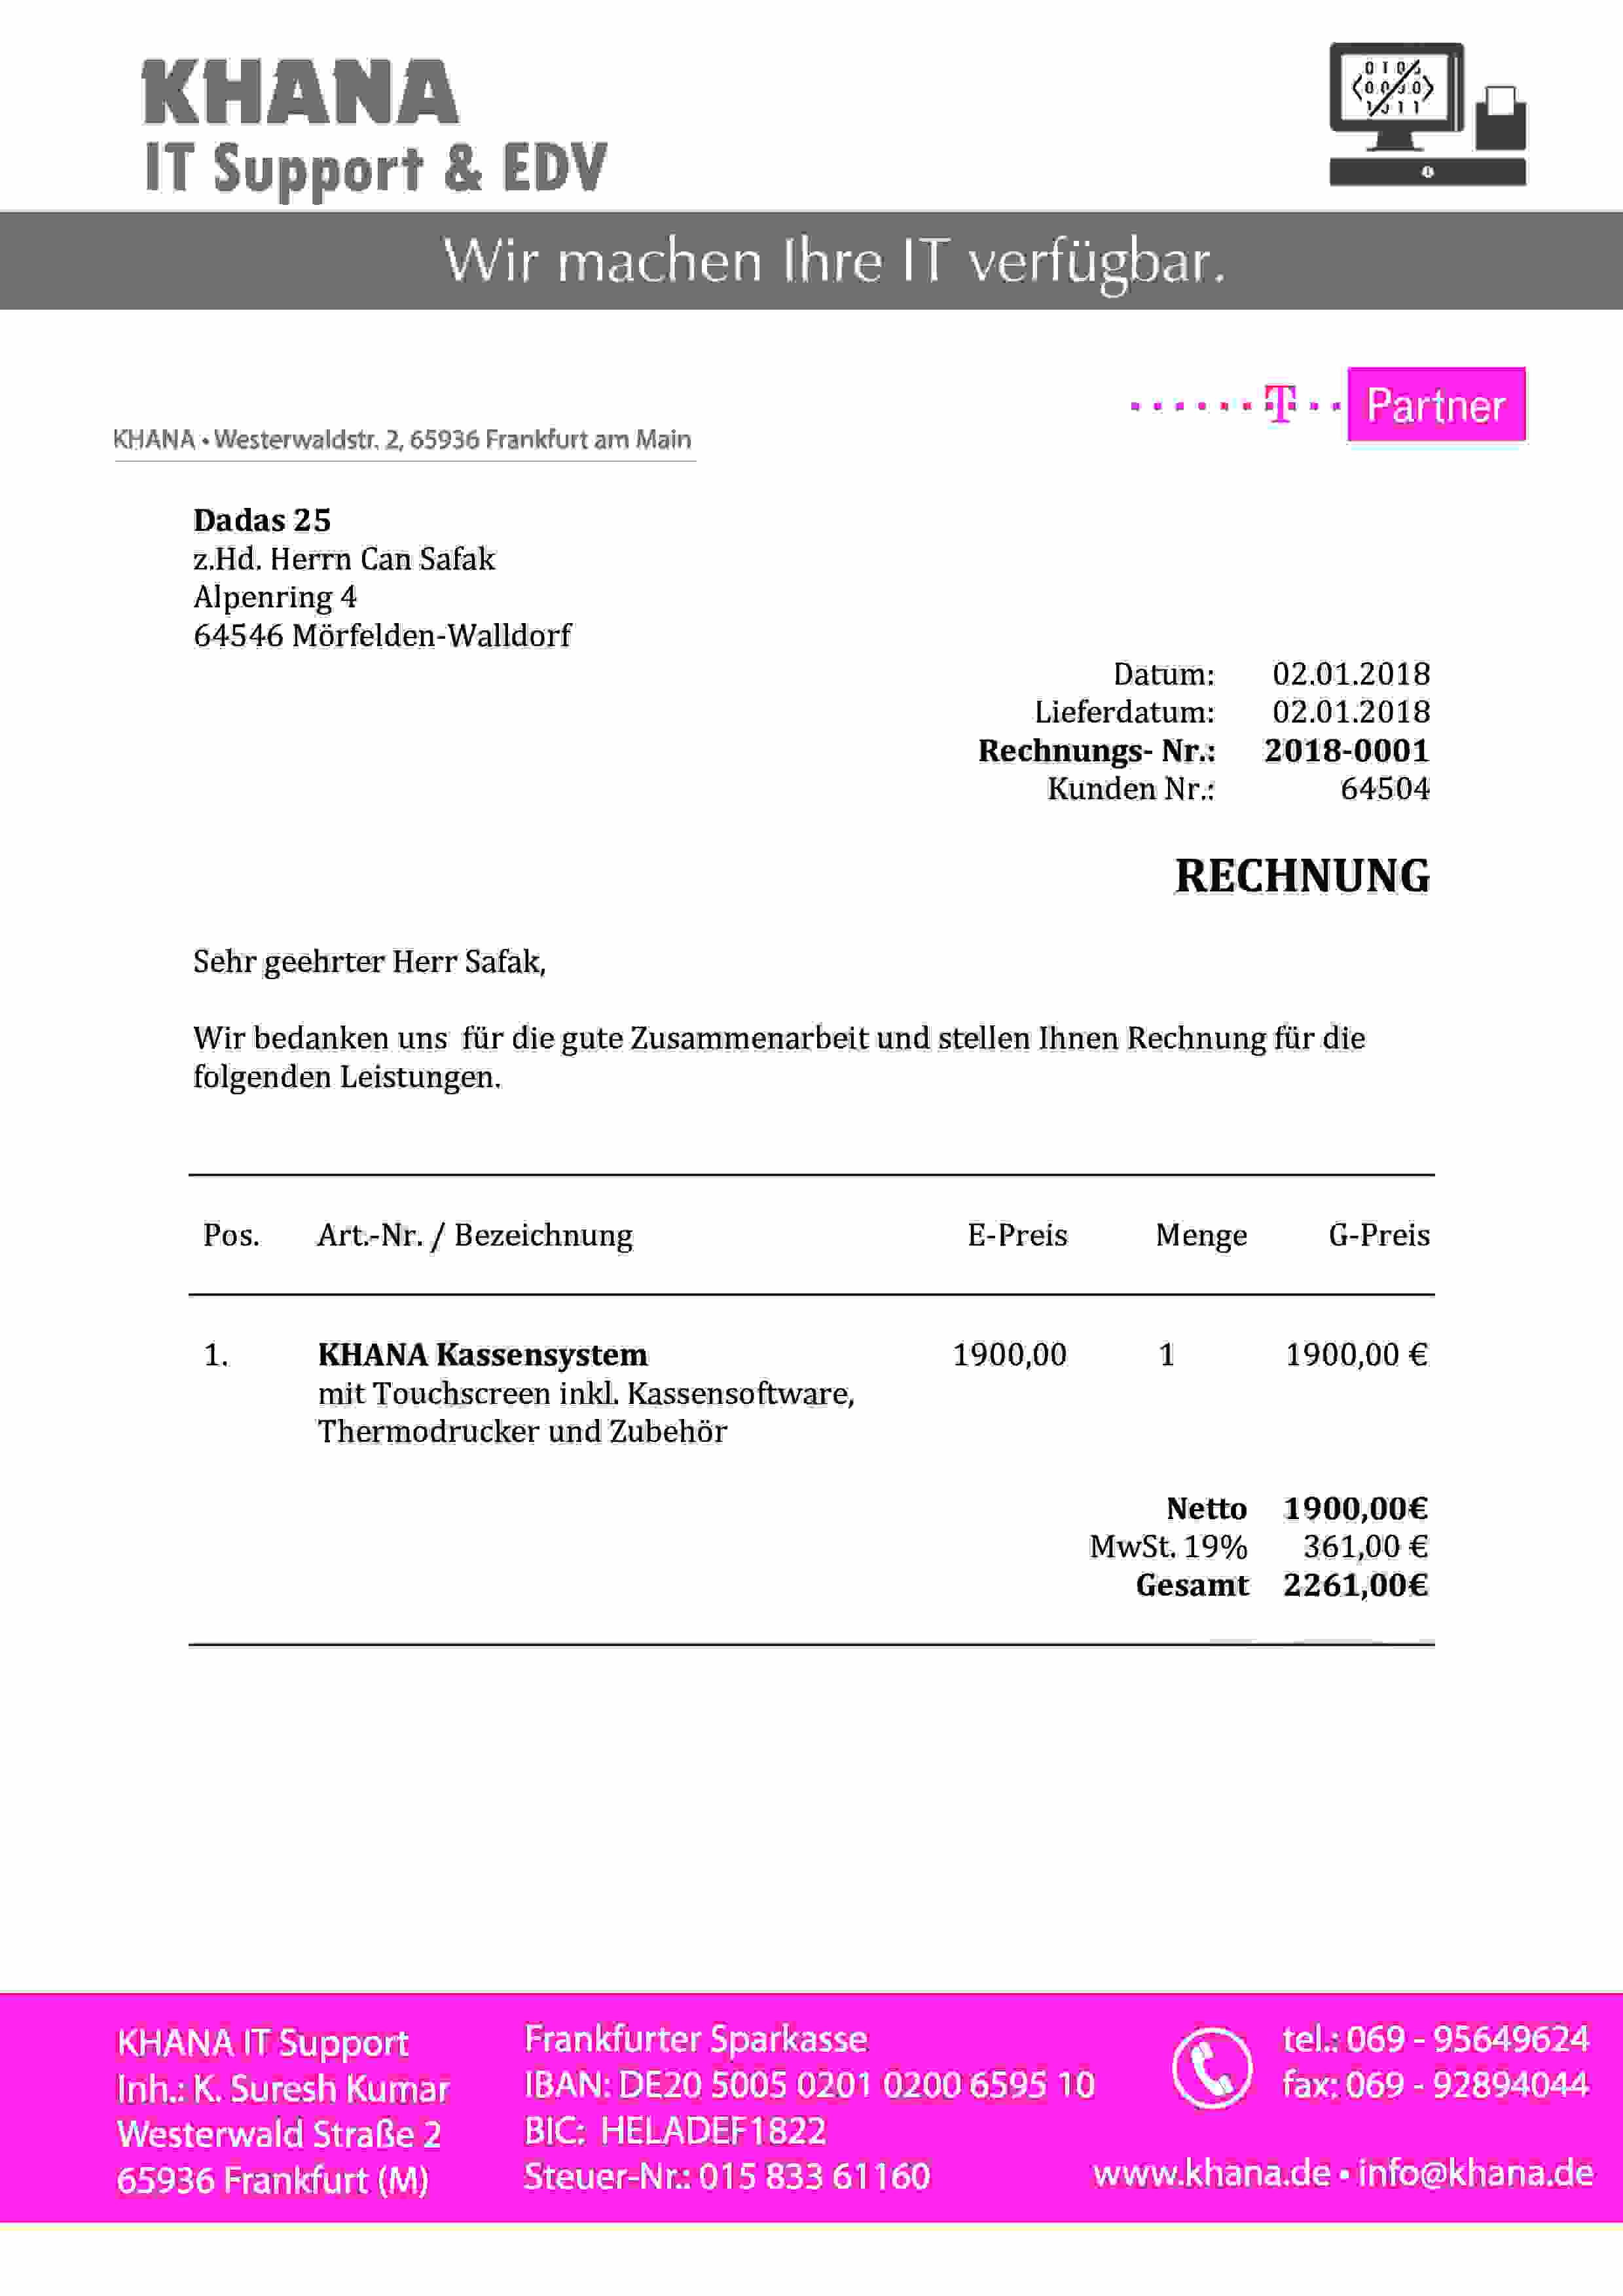 KHANA
IT Support & EDV
Wir machen Ihre IT verfügbar.
T Partner
KHANA • Westerwaldstr. 2, 65936 Frankfurt am Main
Dadas 25
z.Hd. Herrn Can Safak
Alpenring 4
64546 Mörfelden-Walldorf
Datum: 02.01.2018
Lieferdatum: 02.01.2018
Rechnungs- Nr.: 2018-0001
Kunden Nr.: 64504
RECHNUNG
Sehr geehrter Herr Safak,
Wir bedanken uns für die gute Zusammenarbeit und stellen Ihnen Rechnung für die
folgenden Leistungen.
Pos. Art.-Nr. / Bezeichnung E-Preis Menge G-Preis
1. KHANA Kassensystem 1900,00 1 1900,00 €
mit Touchscreen inkl. Kassensoftware,
Thermodrucker und Zubehör
Netto 1900,00€
MwSt. 19% 361,00 €
Gesamt 2261,00€
KHANA IT Support
Inh.: K. Suresh Kumar
Westerwald Straße 2
65936 Frankfurt (M)
Frankfurter Sparkasse
IBAN: DE20 5005 0201 0200 6595 10
BIC: HELADEF1822
Steuer-Nr.: 015 833 61160
tel.: 069 - 95649624
fax: 069 - 92894044
www.khana.de • info@khana.de